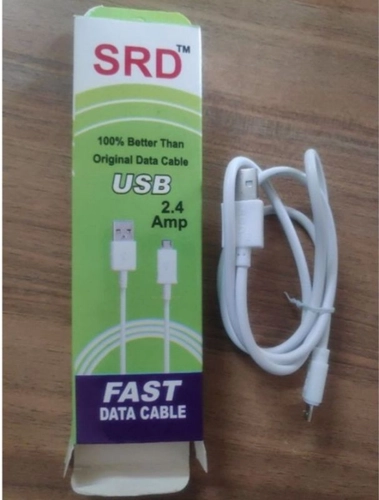 SRD™
100% Better Than
Original Data Cable
USB
2.4
Amp
FAST
DATA CABLE